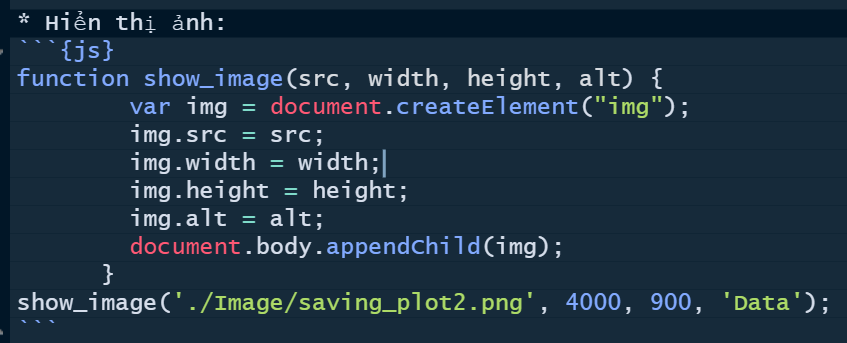 * Hiển thị ảnh:
```{js}
function show_image(src, width, height, alt) {
        var img = document.createElement("img");
        img.src = src;
        img.width = width;
        img.height = height;
        img.alt = alt;
        document.body.appendChild(img);
      }
show_image('./Image/saving_plot2.png', 4000, 900, 'Data');
```